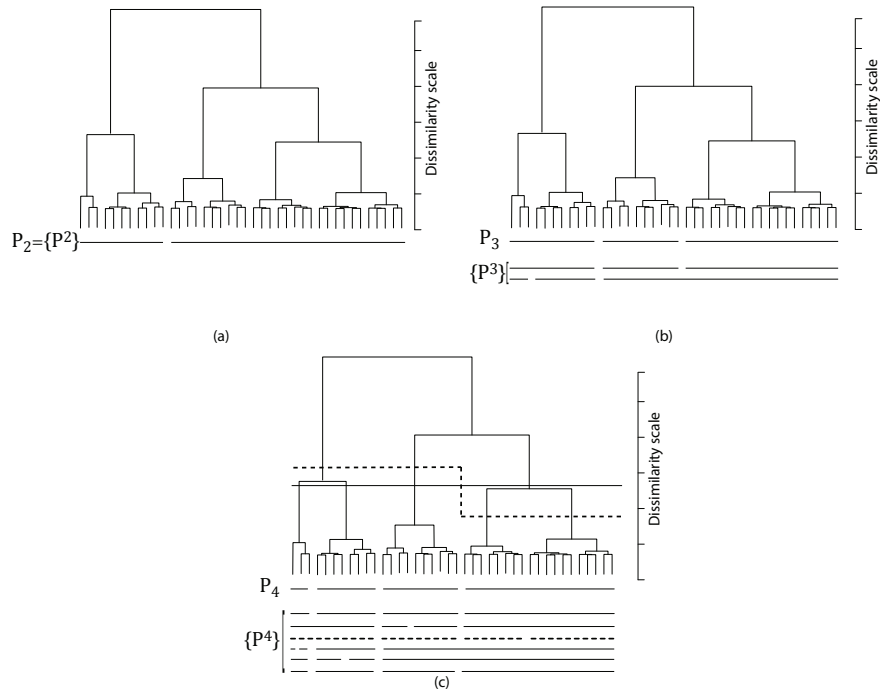 Dissimilarity scale
P₂={P²}
(a)
Dissimilarity scale
P₃
{P³}
(b)
Dissimilarity scale
P₄
{P⁴}
(c)